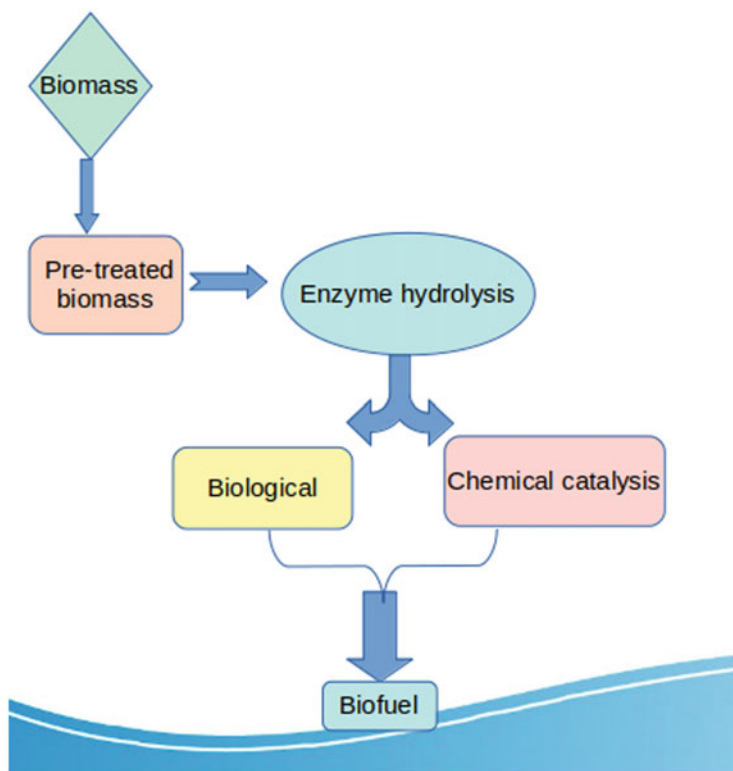 Biomass
Pre-treated
biomass
Enzyme hydrolysis
Biological
Chemical catalysis
Biofuel